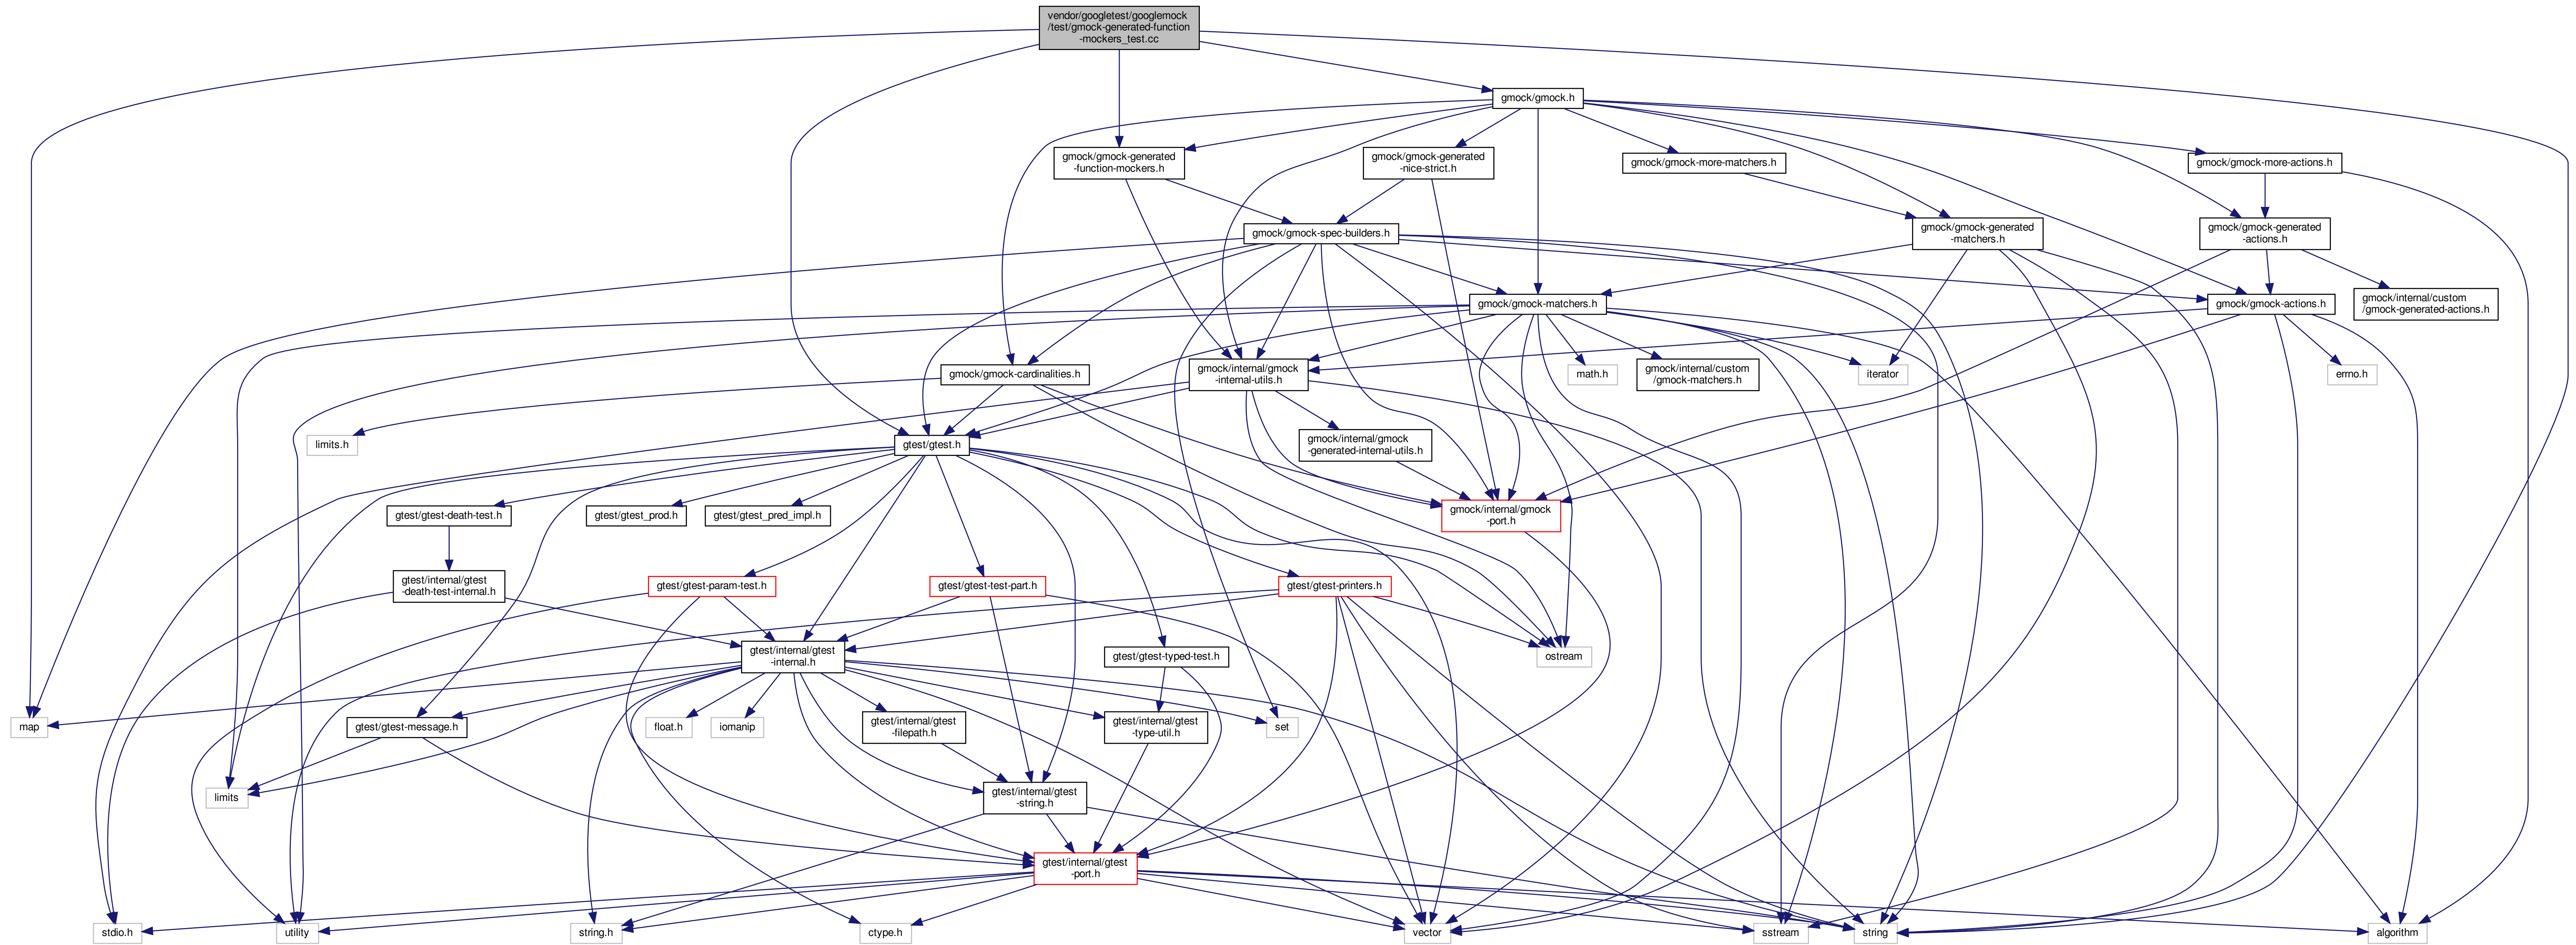 vendor/googletest/googlemock
/test/gmock-generated-function
-mockers_test.cc
gmock/gmock.h
gmock/gmock-generated
-function-mockers.h
gmock/gmock-generated
-nice-strict.h
gmock/gmock-more-matchers.h
gmock/gmock-more-actions.h
gmock/gmock-spec-builders.h
gmock/gmock-generated
-matchers.h
gmock/gmock-generated
-actions.h
gmock/gmock-matchers.h
gmock/gmock-actions.h
gmock/internal/custom
/gmock-generated-actions.h
gmock/gmock-cardinalities.h
gmock/internal/gmock
-internal-utils.h
math.h
gmock/internal/custom
/gmock-matchers.h
iterator
errno.h
limits.h
gtest/gtest.h
gmock/internal/gmock
-generated-internal-utils.h
gtest/gtest-death-test.h
gtest/gtest_prod.h
gtest/gtest_pred_impl.h
gmock/internal/gmock
-port.h
gtest/internal/gtest
-death-test-internal.h
gtest/gtest-param-test.h
gtest/gtest-test-part.h
gtest/gtest-printers.h
gtest/internal/gtest
-internal.h
gtest/gtest-typed-test.h
ostream
map
gtest/gtest-message.h
float.h
iomanip
gtest/internal/gtest
-filepath.h
gtest/internal/gtest
-type-util.h
set
limits
gtest/internal/gtest
-string.h
gtest/internal/gtest
-port.h
stdio.h
utility
string.h
ctype.h
vector
sstream
string
algorithm